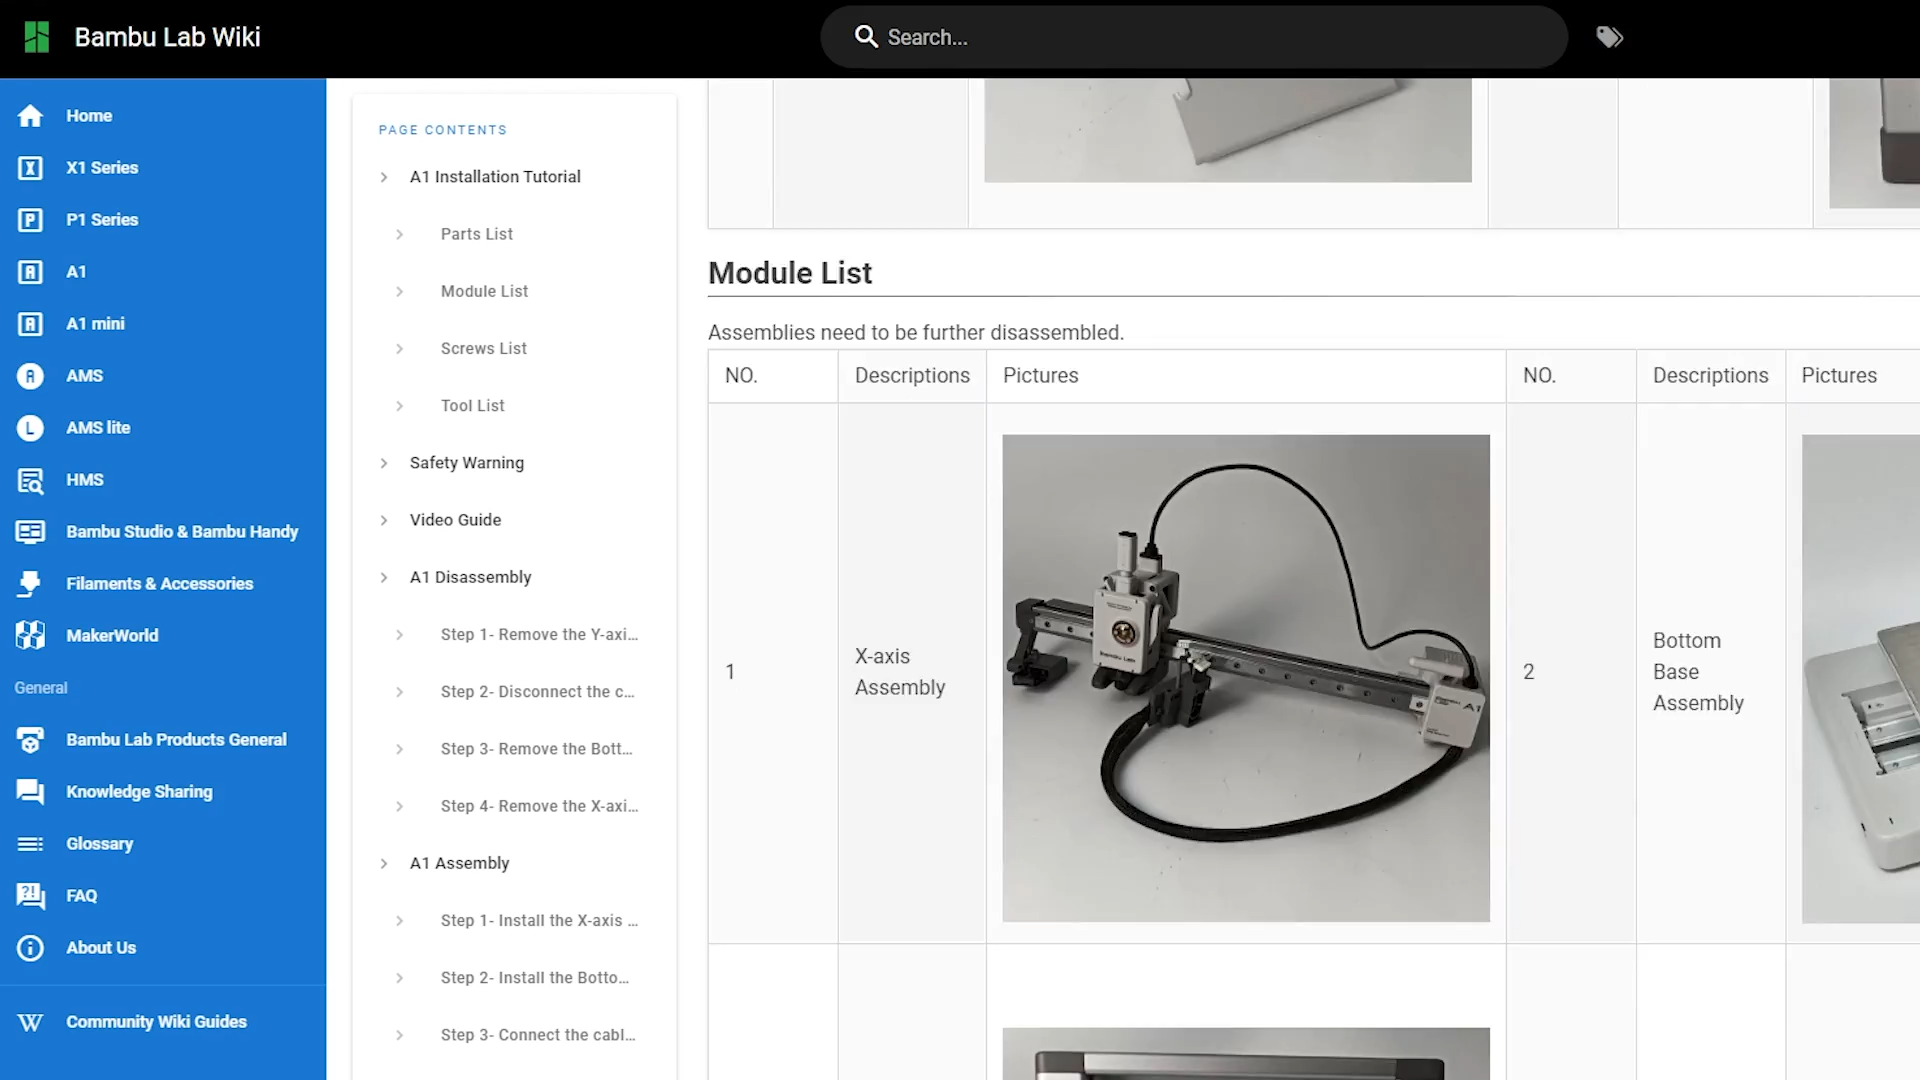 Bambu Lab Wiki
Search...
Home
X1 Series
P1 Series
A1
A1 mini
AMS
AMS lite
HMS
Bambu Studio & Bambu Handy
Filaments & Accessories
MakerWorld
General
Bambu Lab Products General
Knowledge Sharing
Glossary
FAQ
About Us
Community Wiki Guides
PAGE CONTENTS
A1 Installation Tutorial
Parts List
Module List
Screws List
Tool List
Safety Warning
Video Guide
A1 Disassembly
Step 1- Remove the Y-axi...
Step 2- Disconnect the c...
Step 3- Remove the Bott...
Step 4- Remove the X-axi...
A1 Assembly
Step 1- Install the X-axis ...
Step 2- Install the Botto...
Step 3- Connect the cabl...
Module List
Assemblies need to be further disassembled.
NO. Descriptions Pictures NO. Descriptions Pictures
1
X-axis
Assembly
Bambu Lab
A1
2
Bottom
Base
Assembly